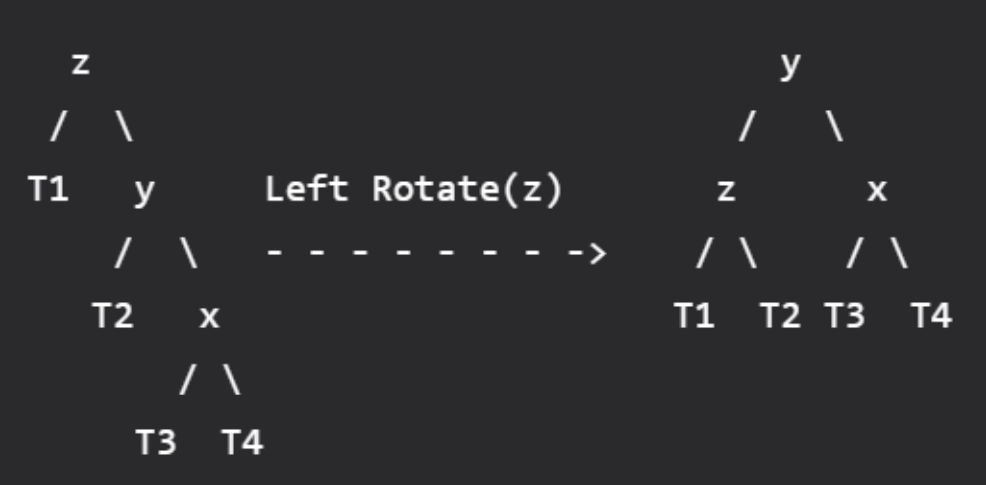 z                                y
  /  \                            /   \
T1   y     Left Rotate(z)        z      x
    /  \   - - - - - - - ->     / \    / \
   T2   x                      T1  T2 T3  T4
       / \
     T3  T4